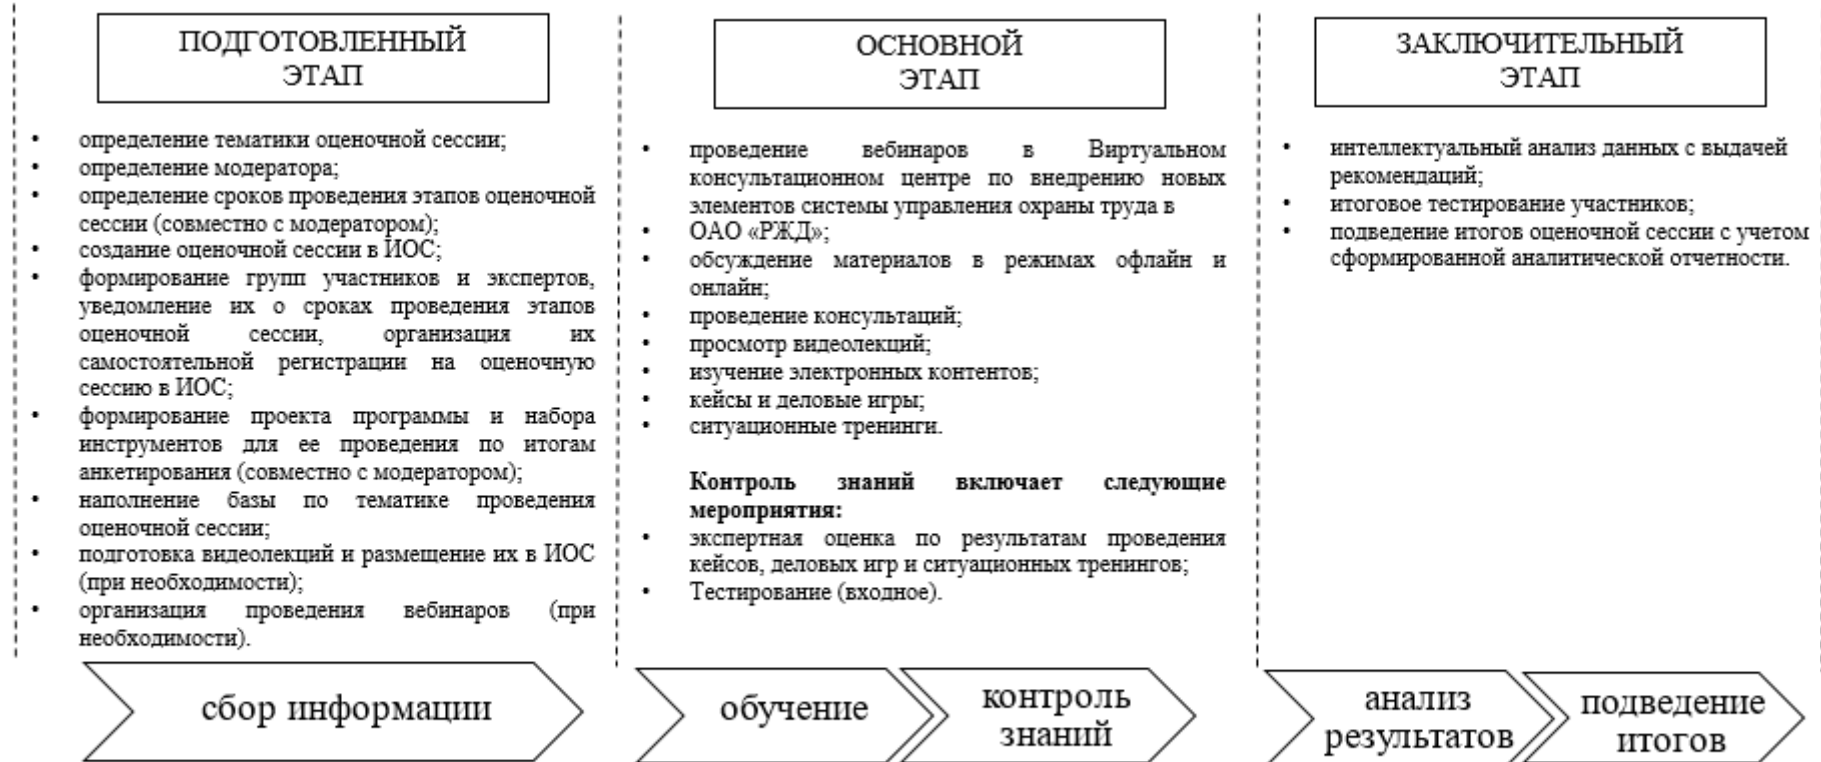 ПОДГОТОВЛЕННЫЙ
ЭТАП
• определение тематики оценочной сессии;
• определение модератора;
• определение сроков проведения этапов оценочной
сессии (совместно с модератором);
• создание оценочной сессии в ИОС;
• формирование групп участников и экспертов,
уведомление их о сроках проведения этапов
оценочной сессии, организация их
самостоятельной регистрации на оценочную
сессию в ИОС;
• формирование проекта программы и набора
инструментов для ее проведения по итогам
анкетирования (совместно с модератором);
• наполнение базы по тематике проведения
оценочной сессии;
• подготовка видеолекций и размещение их в ИОС
(при необходимости);
• организация проведения вебинаров (при
необходимости).
сбор информации
ОСНОВНОЙ
ЭТАП
• проведение вебинаров в Виртуальном
консультационном центре по внедрению новых
элементов системы управления охраны труда в
• ОАО «РЖД»;
• обсуждение материалов в режимах офлайн и
онлайн;
• проведение консультаций;
• просмотр видеолекций;
• изучение электронных контентов;
• кейсы и деловые игры;
• ситуационные тренинги.
Контроль знаний включает следующие
мероприятия:
• экспертная оценка по результатам проведения
кейсов, деловых игр и ситуационных тренингов;
• Тестирование (входное).
обучение
контроль
знаний
ЗАКЛЮЧИТЕЛЬНЫЙ
ЭТАП
• интеллектуальный анализ данных с выдачей
рекомендаций;
• итоговое тестирование участников;
• подведение итогов оценочной сессии с учетом
сформированной аналитической отчетности.
анализ
результатов
подведение
итогов